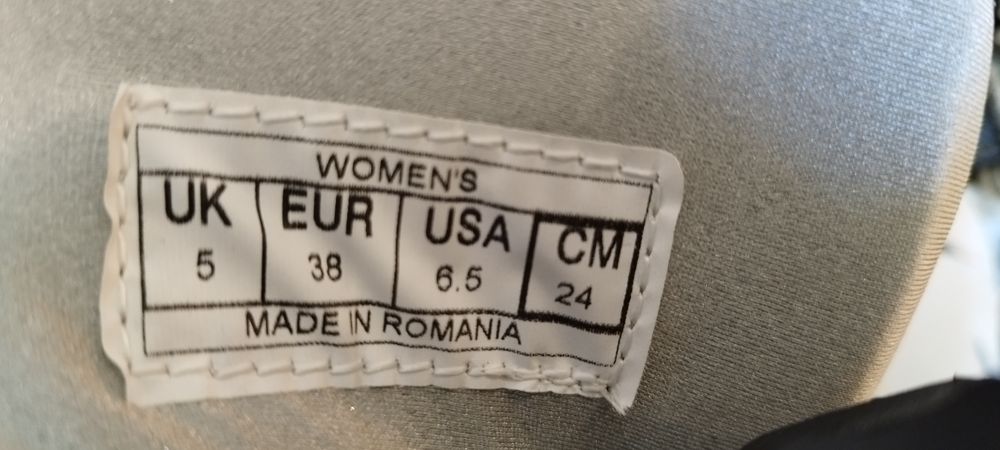 WOMEN'S
UK EUR USA CM
5 38 6.5 24
MADE IN ROMANIA